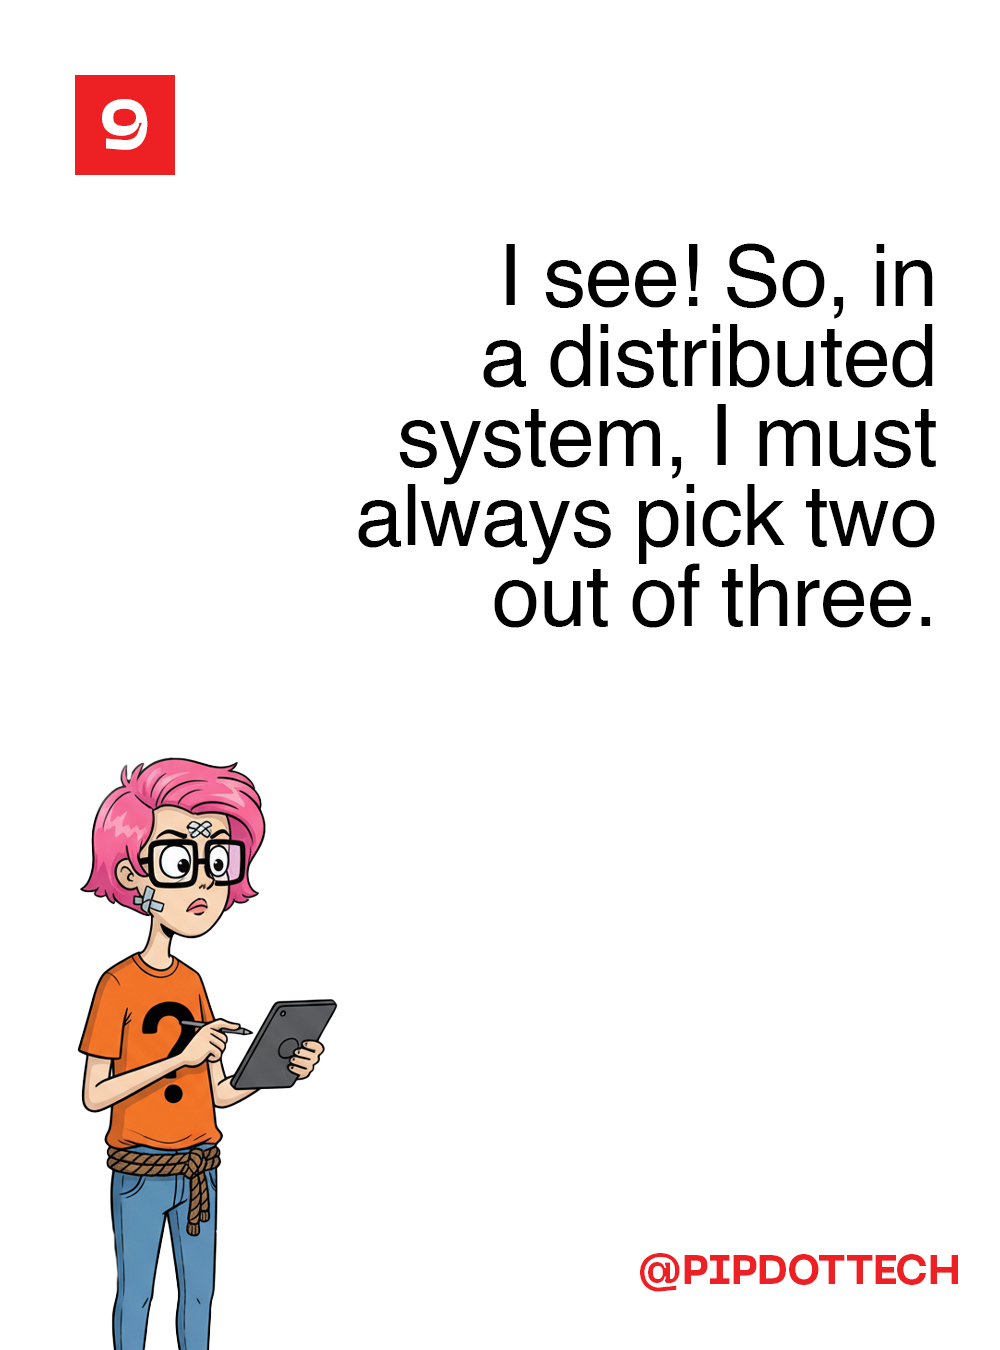 9
I see! So, in
a distributed
system, I must
always pick two
out of three.
?
@PIPDOTTECH